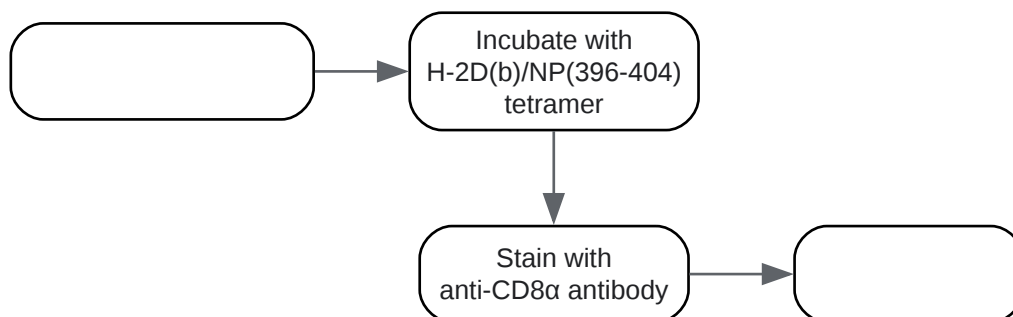 Incubate with
H-2D(b)/NP(396-404)
tetramer
Stain with
anti-CD8α antibody